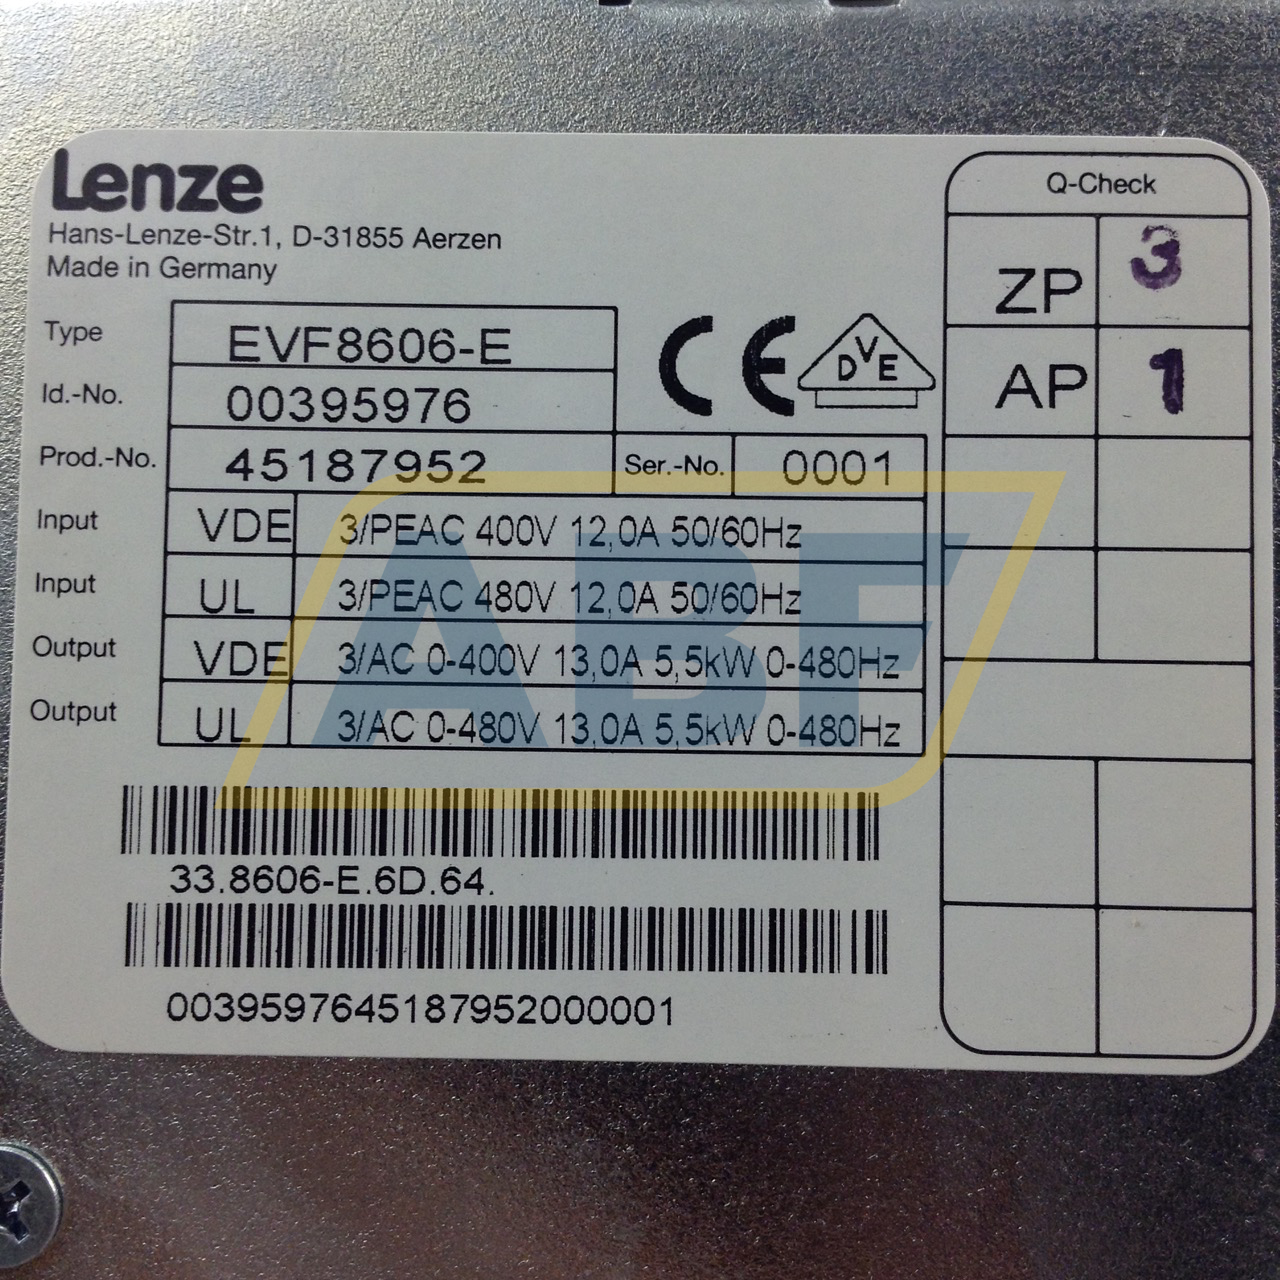 Lenze
Hans-Lenze-Str.1, D-31855 Aerzen
Made in Germany
Type EVF8606-E
Id.-No. 00395976
Prod.-No. 45187952 Ser.-No. 0001
Input VDE 3/PEAC 400V 12,0A 50/60Hz
Input UL 3/PEAC 480V 12,0A 50/60Hz
Output VDE 3/AC 0-400V 13,0A 5,5kW 0-480Hz
Output UL 3/AC 0-480V 13,0A 5,5kW 0-480Hz
CE DVE
33.8606-E.6D.64.
0039597645187952000001
Q-Check
ZP 3
AP 1
ABF